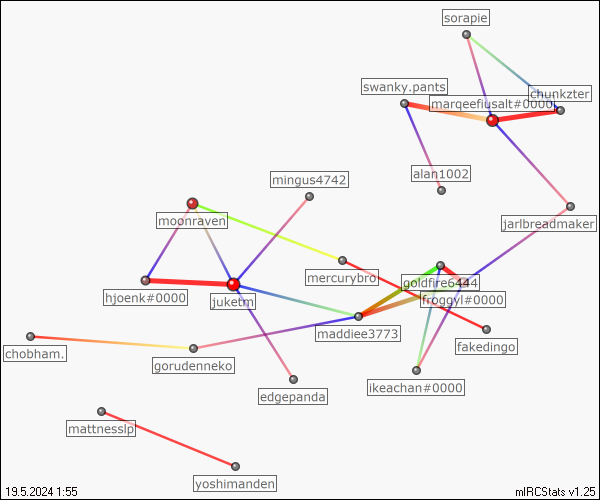 sorapie
swanky.pants
chunkzter
marqeefiusalt#0000
alan1002
mingus4742
moonraven
jarlbreadmaker
mercurybro
goldfire6444
hjoenk#0000
juketn
froggyl#0000
maddiee3773
fakedingo
chobham.
gorudenneko
ikeachan#0000
edgepanda
mattnesslp
yoshimanden
19.5.2024 1:55
mIRCStats v1.25